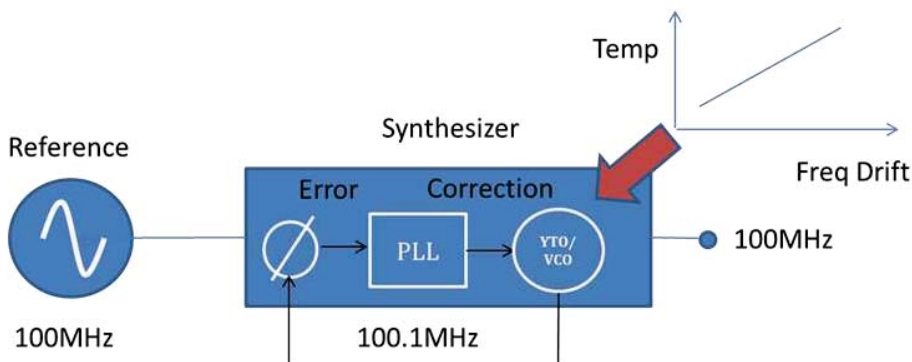 Temp
Freq Drift
Synthesizer
Reference
Error
Correction
PLL
YTO/
VCO
100MHz
100MHz
100.1MHz